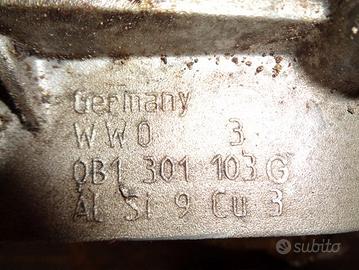 Germany
WWO 3
0B1 301 103 G
AL Si 9 Cu 3
subito